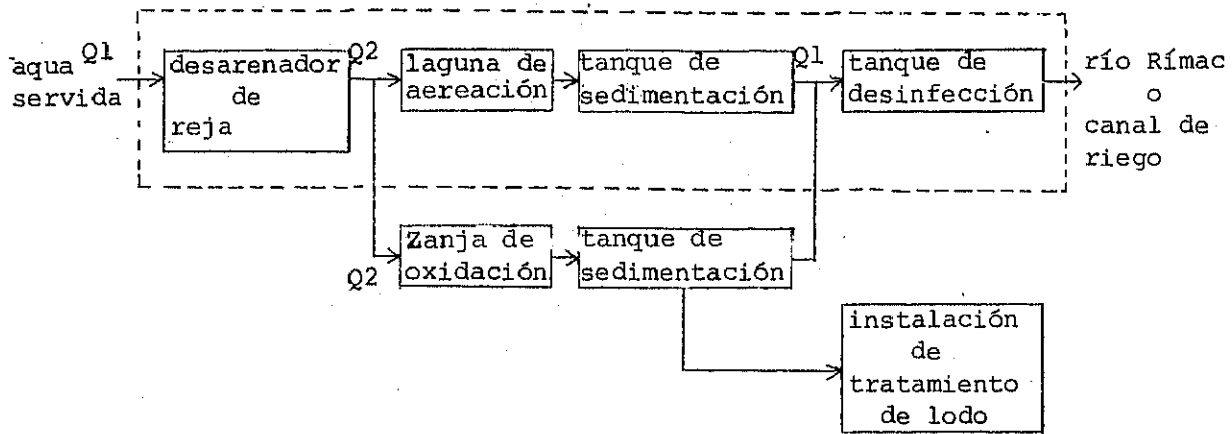 aqua Q1
servida
desarenador
de
reja
Q2
laguna de
aereación
tanque de
sedimentación
Q1
tanque de
desinfección
río Rímac
o
canal de
riego
Q2
Zanja de
oxidación
tanque de
sedimentación
instalación
de
tratamiento
de lodo